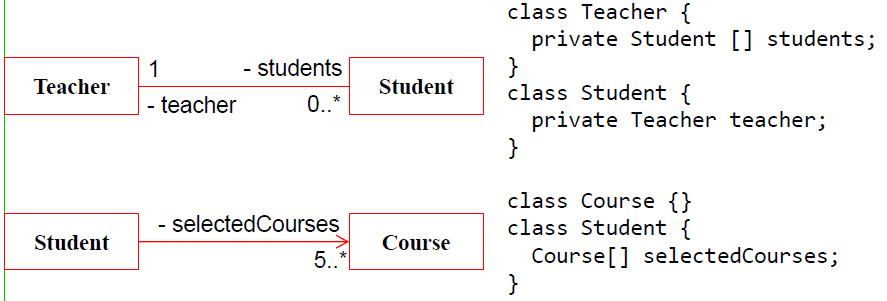 Teacher
1
- students
- teacher
0..*
Student
class Teacher {
private Student [] students;
}
class Student {
private Teacher teacher;
}
Student
- selectedCourses
5..*
Course
class Course {}
class Student {
Course[] selectedCourses;
}